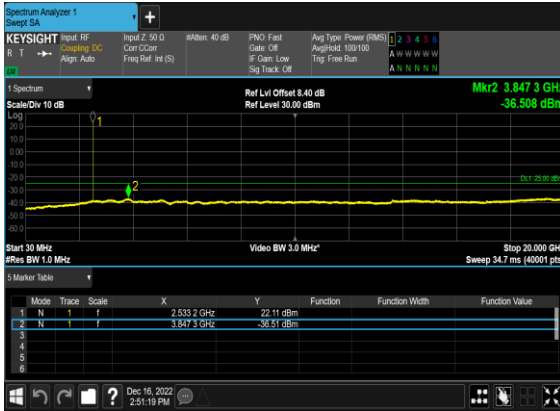 Spectrum Analyzer 1
Swept SA
+
KEYSIGHT
R T
LV
Input: RF
Coupling: DC
Align: Auto
Input Z: 50 Ω
Corr CCorr
Freq Ref: Int (S)
#Atten: 40 dB
PNO: Fast
Gate: Off
IF Gain: Low
Sig Track: Off
Avg Type: Power (RMS)
Avg|Hold: 100/100
Trig: Free Run
1 2 3 4 5 6
A W W W W W
A N N N N N
1 Spectrum
Scale/Div 10 dB
Ref Lvl Offset 8.40 dB
Ref Level 30.00 dBm
Mkr2 3.847 3 GHz
-36.508 dBm
Log
20.0
10.0
0.00
-10.0
-20.0
-30.0
-40.0
-50.0
-60.0
1
2
DL1 -25.00 dBm
Start 30 MHz
#Res BW 1.0 MHz
Video BW 3.0 MHz*
Stop 20.000 GHz
Sweep 34.7 ms (40001 pts)
5 Marker Table
Mode Trace Scale X Y Function Function Width Function Value
1 N 1 f 2.533 2 GHz 22.11 dBm
2 N 1 f 3.847 3 GHz -36.51 dBm
3
4
5
6
?
Dec 16, 2022
2:51:19 PM